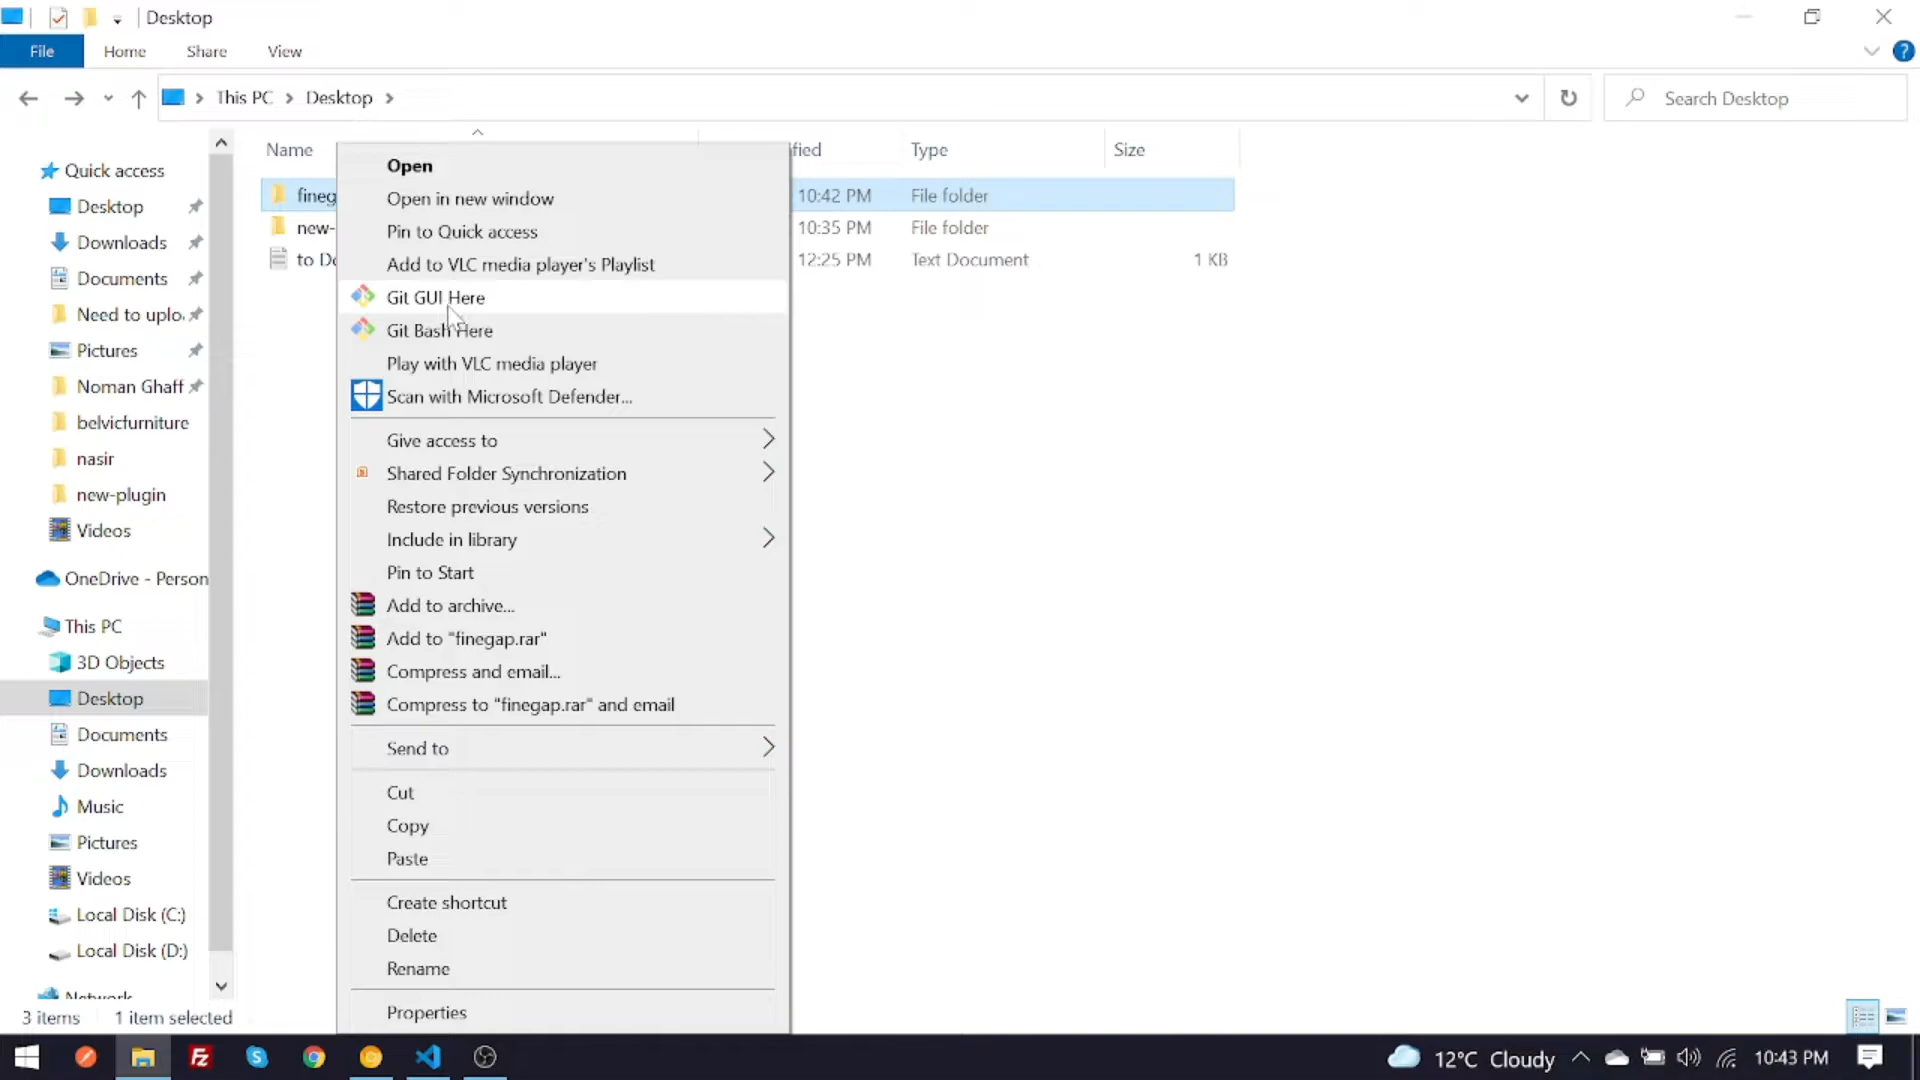 Desktop
File Home Share View
This PC Desktop
Search Desktop
Name Type Size
10:42 PM File folder
10:35 PM File folder
12:25 PM Text Document 1 KB
Quick access
Desktop
Downloads
Documents
Need to uplo
Pictures
Noman Ghaff
belvicfurniture
nasir
new-plugin
Videos
OneDrive - Person
This PC
3D Objects
Desktop
Documents
Downloads
Music
Pictures
Videos
Local Disk (C:)
Local Disk (D:)
Network
Open
Open in new window
Pin to Quick access
Add to VLC media player's Playlist
Git GUI Here
Git Bash Here
Play with VLC media player
Scan with Microsoft Defender...
Give access to
Shared Folder Synchronization
Restore previous versions
Include in library
Pin to Start
Add to archive...
Add to "finegap.rar"
Compress and email...
Compress to "finegap.rar" and email
Send to
Cut
Copy
Paste
Create shortcut
Delete
Rename
Properties
3 items 1 item selected
12°C Cloudy 10:43 PM